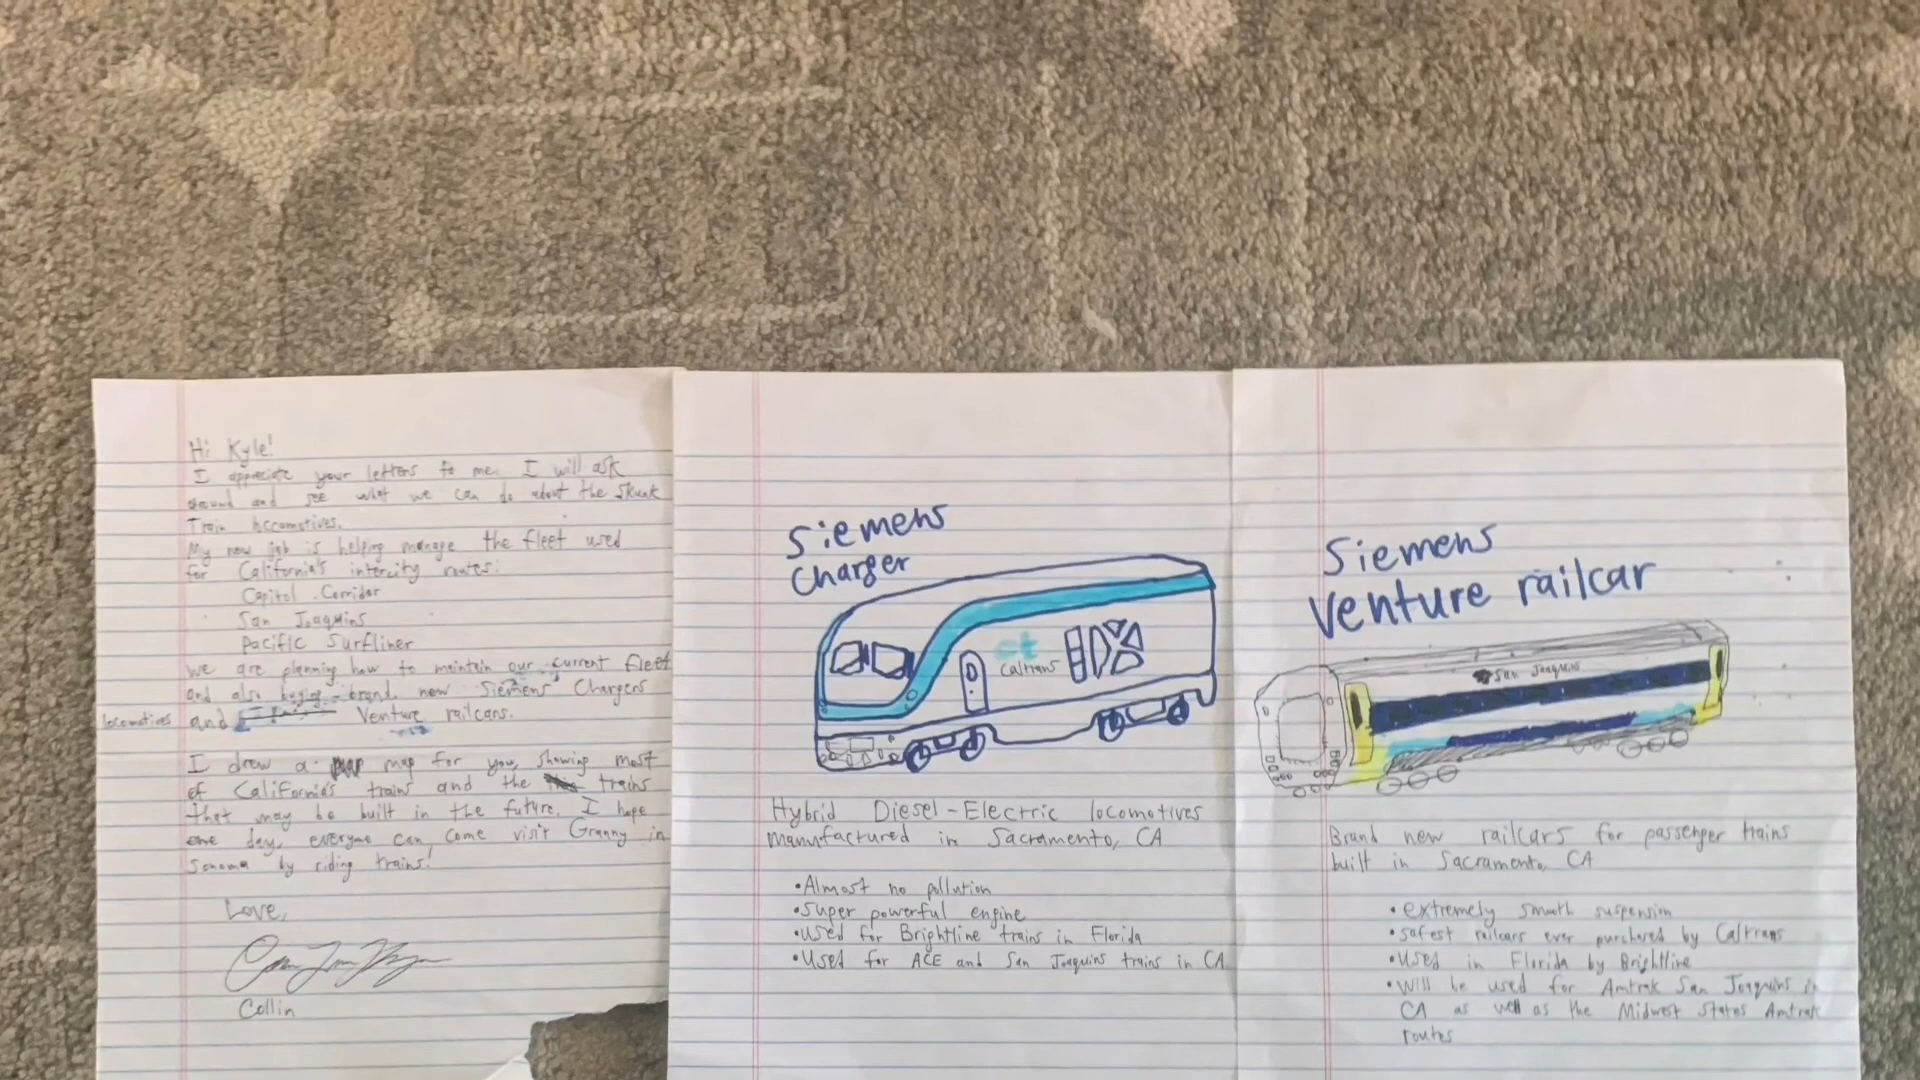 Hi Kyle!
I appreciate your letters to me. I will ask
around and see what we can do about the Skunk
Train locomotives.
My new job is helping manage the fleet used
for California's intercity routes:
Capitol Corridor
San Joaquins
Pacific Surfliner
We are planning how to maintain our current fleet
and also buying brand new Siemens Chargers
locomotives and Venture railcars.
I drew a map for you, showing most
of California's trains and the trains
that may be built in the future. I hope
one day, everyone can come visit Granny in
Sonoma by riding trains!
Love,
Collin
Siemens
Charger
ct
caltrans
Hybrid Diesel-Electric locomotives
manufactured in Sacramento, CA
•Almost no pollution
•Super powerful engine
•Used for Brightline trains in Florida
•Used for ACE and San Joaquins trains in CA
Siemens
Venture railcar
San Joaquins
Brand new railcars for passenger trains
built in Sacramento, CA
•extremely smooth suspension
•safest railcars ever purchased by Caltrans
•Used in Florida by Brightline
•Will be used for Amtrak San Joaquins in
CA as well as the Midwest States Amtrak
routes